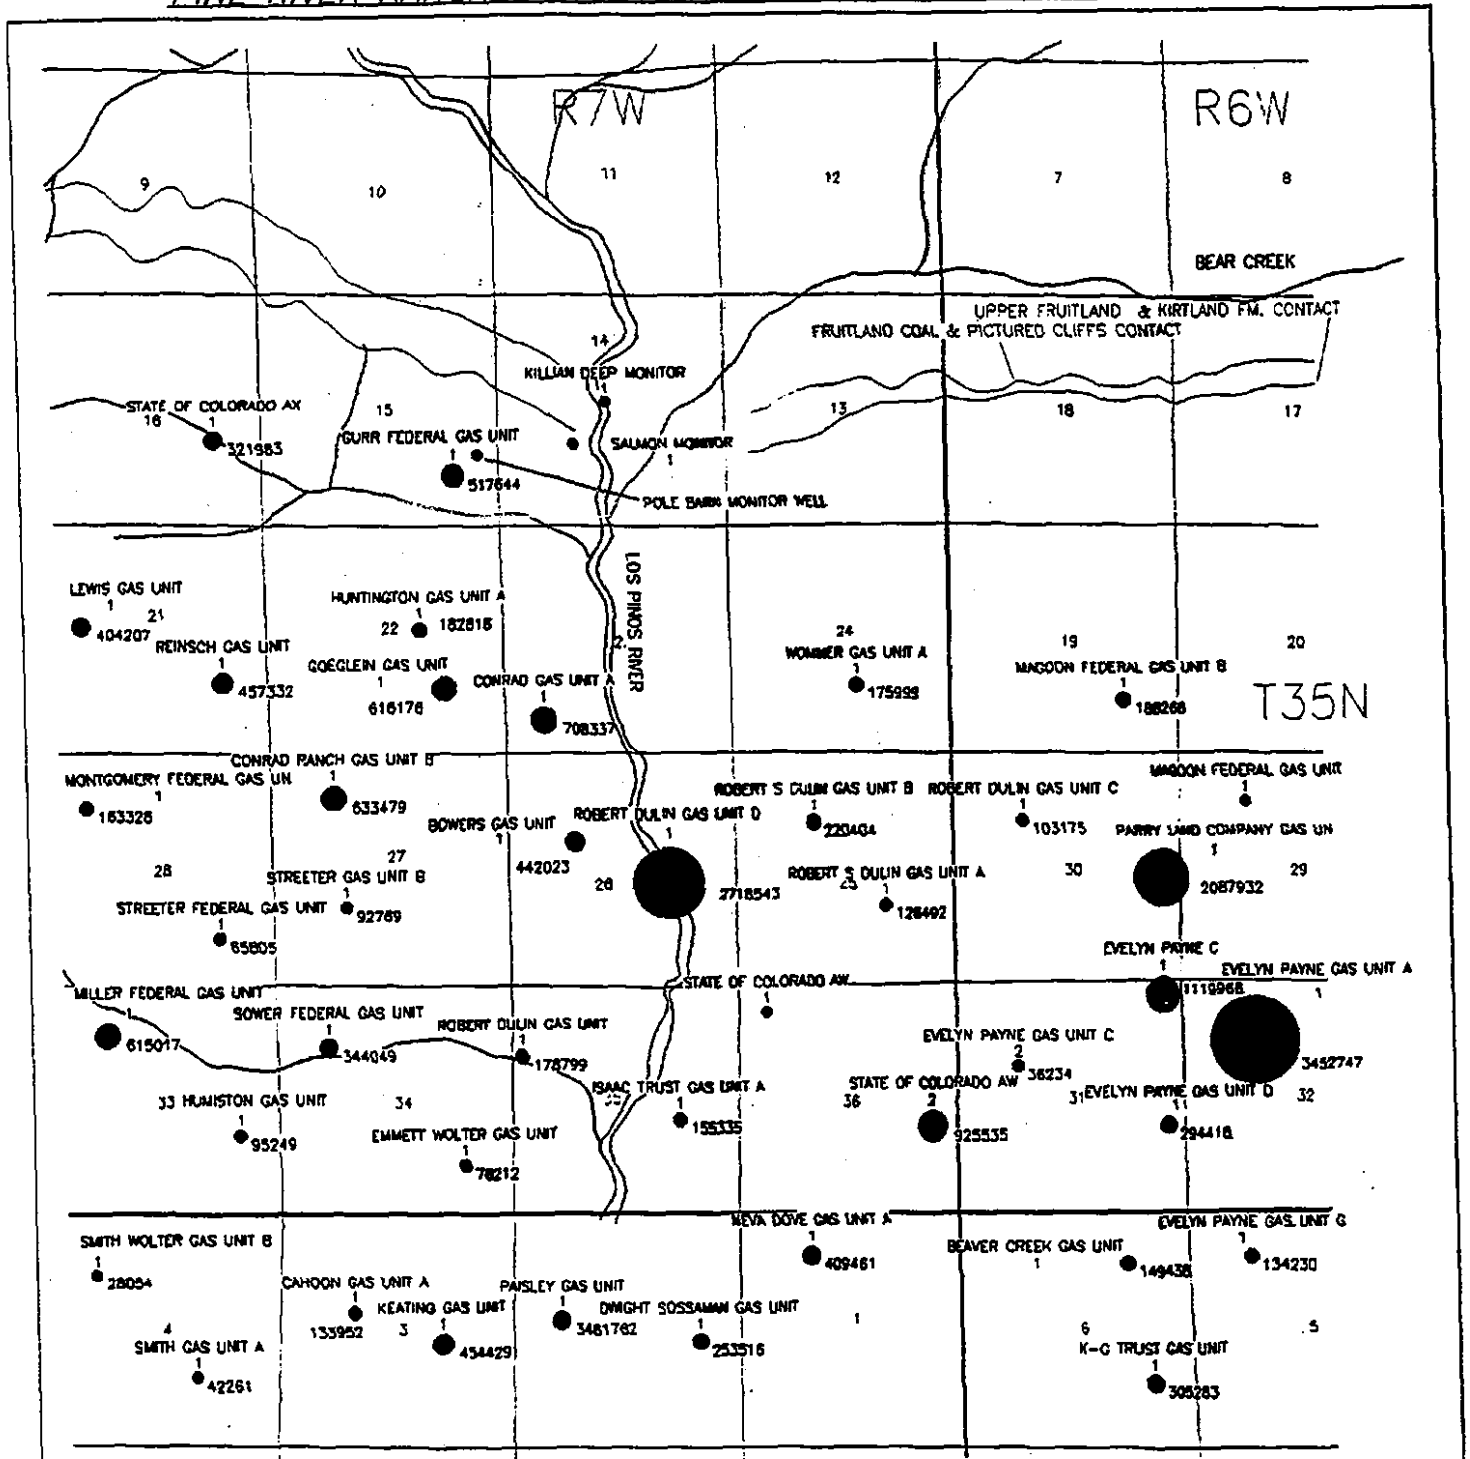 R7W
R6W
9
10
11
12
7
8
BEAR CREEK
UPPER FRUITLAND & KIRTLAND FM. CONTACT
FRUITLAND COAL & PICTURED CLIFFS CONTACT
14
KILLIAN DEEP MONITOR
1
STATE OF COLORADO AX
16
1
321983
15
GURR FEDERAL GAS UNIT
1
517644
SALMON MONITOR
1
POLE BARN MONITOR WELL
13
18
17
LOS PINOS RIVER
LEWIS GAS UNIT
1
21
404207
REINSCH GAS UNIT
1
457332
HUNTINGTON GAS UNIT A
1
22
182818
GOEGLEIN GAS UNIT
1
616176
CONRAD GAS UNIT A
1
708337
24
WOMMER GAS UNIT A
1
175999
19
MAGOON FEDERAL GAS UNIT B
1
188266
20
T35N
CONRAD RANCH GAS UNIT B
1
633479
MONTGOMERY FEDERAL GAS UN
1
163326
BOWERS GAS UNIT
1
442023
ROBERT DULIN GAS UNIT D
1
2718543
ROBERT S DULIN GAS UNIT B
1
220404
ROBERT DULIN GAS UNIT C
1
103175
MAGOON FEDERAL GAS UNIT
1
PARRY LAND COMPANY GAS UN
1
2087932
28
27
26
25
30
29
STREETER GAS UNIT B
1
92769
STREETER FEDERAL GAS UNIT
1
65805
ROBERT S DULIN GAS UNIT A
1
126492
EVELYN PAYNE C
1
1119968
EVELYN PAYNE GAS UNIT A
1
3452747
MILLER FEDERAL GAS UNIT
1
615017
BOWER FEDERAL GAS UNIT
1
344049
ROBERT DULIN GAS UNIT
1
178799
STATE OF COLORADO AW
1
EVELYN PAYNE GAS UNIT C
2
36234
ISAAC TRUST GAS UNIT A
1
155335
STATE OF COLORADO AW
2
925535
EVELYN PAYNE GAS UNIT D
1
294418
33
34
35
36
31
32
HUMISTON GAS UNIT
1
95249
EMMETT WOLTER GAS UNIT
1
78212
SMITH WOLTER GAS UNIT B
1
28054
NEVA DOVE GAS UNIT A
1
409461
BEAVER CREEK GAS UNIT
1
149438
EVELYN PAYNE GAS UNIT G
1
134230
CAHOON GAS UNIT A
1
133952
KEATING GAS UNIT
1
454429
PAISLEY GAS UNIT
1
3481762
DWIGHT SOSSAMAN GAS UNIT
1
253516
4
3
1
6
5
SMITH GAS UNIT A
1
42261
K-C TRUST GAS UNIT
1
305283